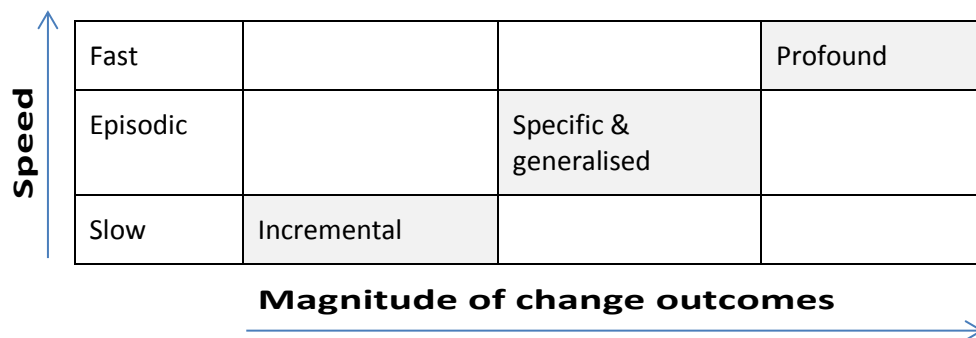 Speed
Fast
Profound
Episodic
Specific &
generalised
Slow
Incremental
Magnitude of change outcomes